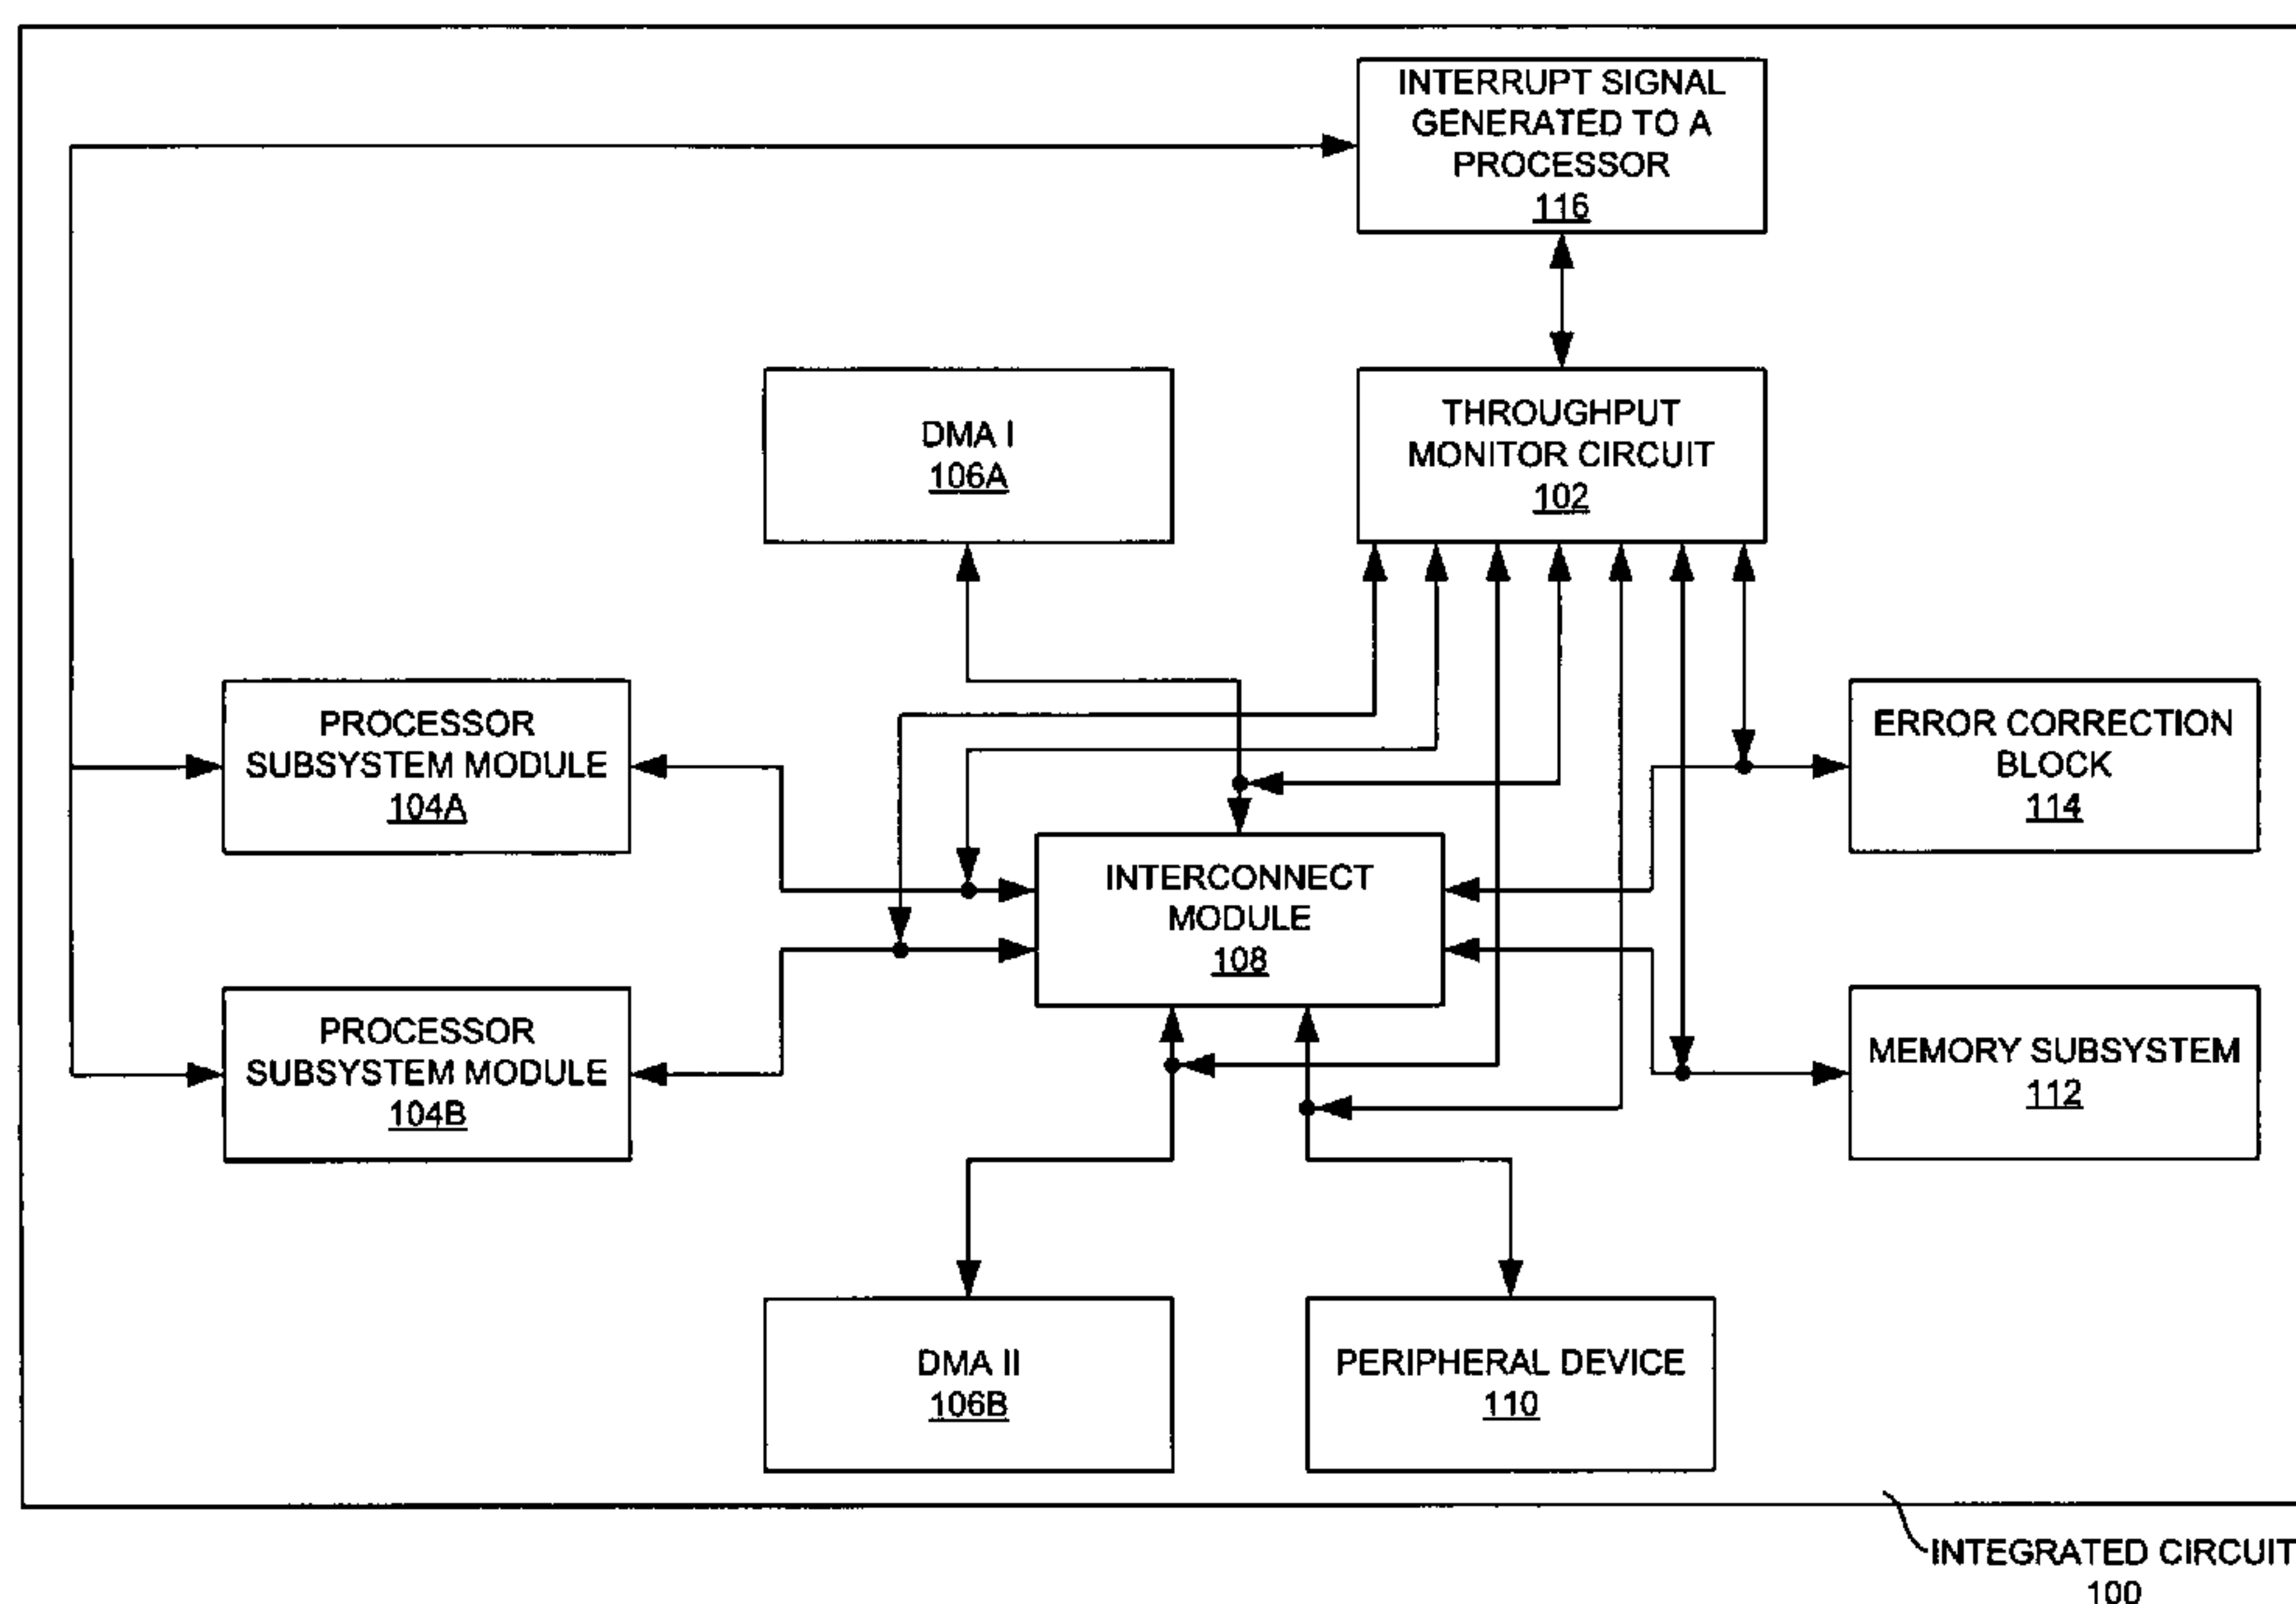 INTERRUPT SIGNAL
GENERATED TO A
PROCESSOR
116
DMA I
106A
THROUGHPUT
MONITOR CIRCUIT
102
PROCESSOR
SUBSYSTEM MODULE
104A
ERROR CORRECTION
BLOCK
114
INTERCONNECT
MODULE
108
PROCESSOR
SUBSYSTEM MODULE
104B
MEMORY SUBSYSTEM
112
DMA II
106B
PERIPHERAL DEVICE
110
INTEGRATED CIRCUIT
100